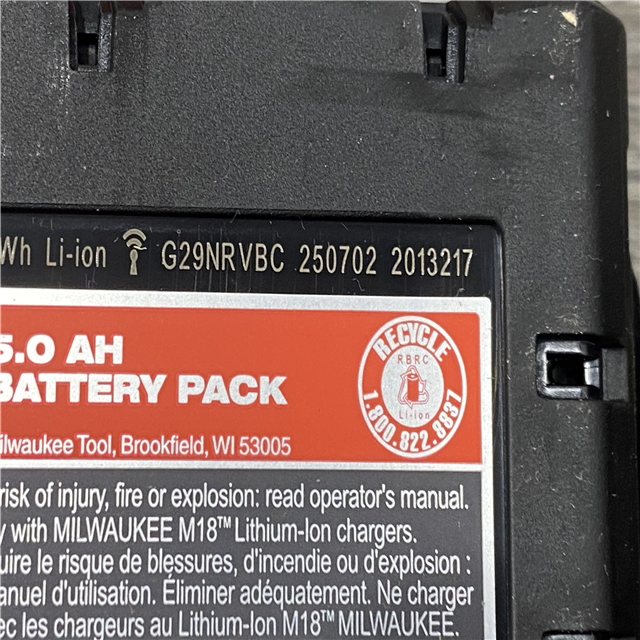 Wh Li-ion G29NRVBC 250702 2013217
5.0 AH
BATTERY PACK
Milwaukee Tool, Brookfield, WI 53005
RECYCLE
RBRC
Li-ion
1.800.822.8837
risk of injury, fire or explosion: read operator's manual.
with MILWAUKEE M18™ Lithium-Ion chargers.
le risque de blessures, d'incendie ou d'explosion :
d'utilisation. Éliminer adéquatement. Ne charger
les chargeurs au Lithium-Ion M18™ MILWAUKEE.